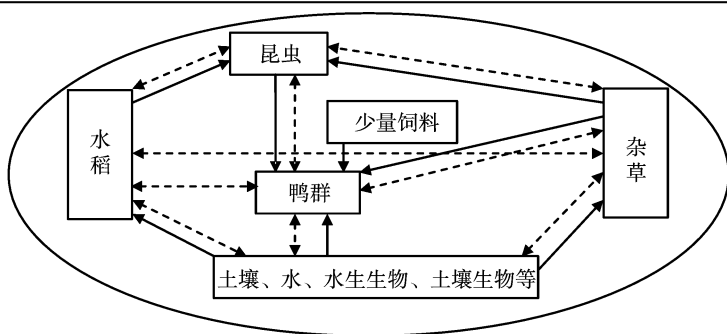 昆虫
少量饲料
水
稻
杂
草
鸭群
土壤、水、水生生物、土壤生物等